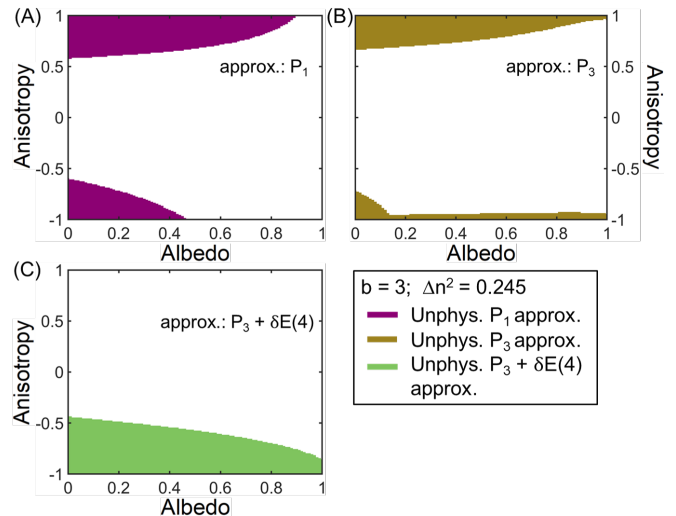 (A)
1
0.5
0
-0.5
-1
Anisotropy
approx.: P₁
0 0.2 0.4 0.6 0.8 1
Albedo
(B)
1
0.5
0
-0.5
-1
Anisotropy
approx.: P₃
0 0.2 0.4 0.6 0.8 1
Albedo
(C)
1
0.5
0
-0.5
-1
Anisotropy
approx.: P₃ + δE(4)
0 0.2 0.4 0.6 0.8 1
Albedo
b = 3; Δn² = 0.245
Unphys. P₁ approx.
Unphys. P₃ approx.
Unphys. P₃ + δE(4)
approx.